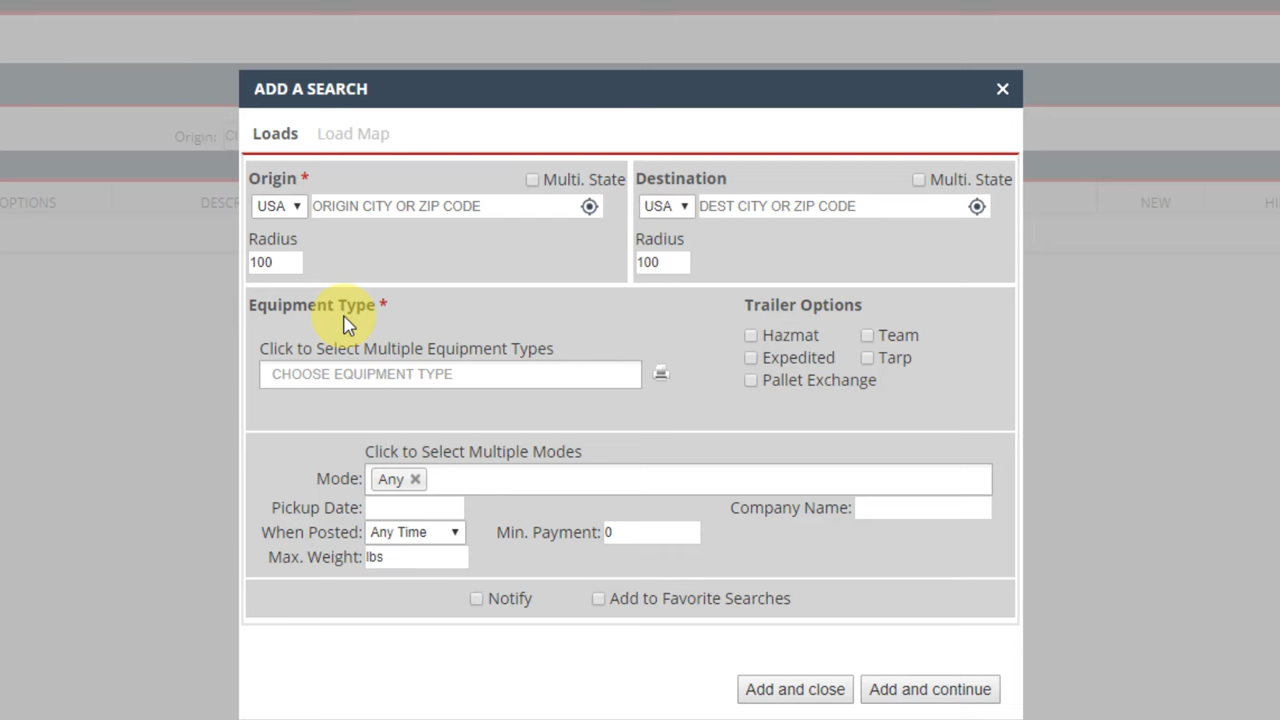 ADD A SEARCH
Loads Load Map
Origin * Multi. State
USA ORIGIN CITY OR ZIP CODE
Radius
100
Destination Multi. State
USA DEST CITY OR ZIP CODE
Radius
100
Equipment Type *
Click to Select Multiple Equipment Types
CHOOSE EQUIPMENT TYPE
Trailer Options
Hazmat Team
Expedited Tarp
Pallet Exchange
Click to Select Multiple Modes
Mode: Any
Pickup Date: Company Name:
When Posted: Any Time Min. Payment: 0
Max. Weight: lbs
Notify Add to Favorite Searches
Add and close Add and continue
Origin:
OPTIONS NEW